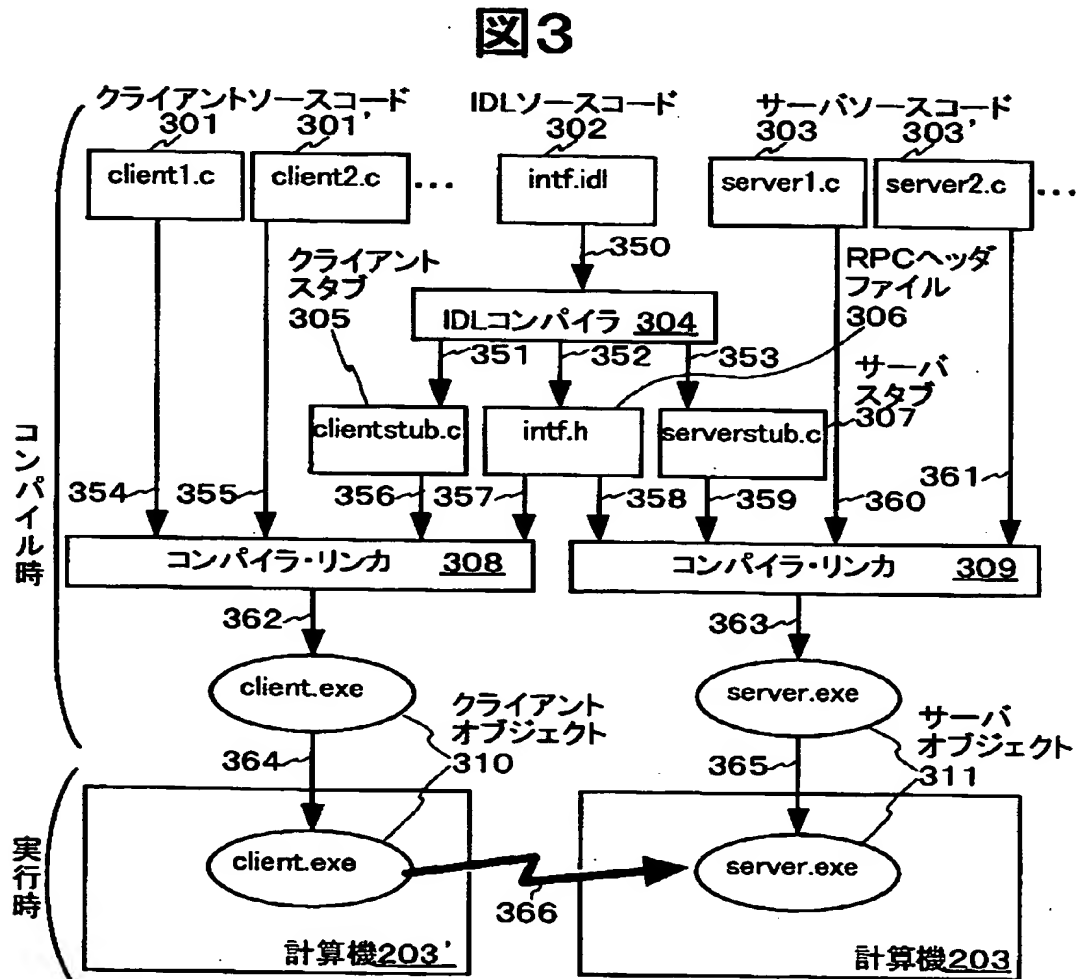 図3
クライアントソースコード
301
301'
IDLソースコード
302
サーバソースコード
303
303'
client1.c
client2.c
...
intf.idl
server1.c
server2.c
...
350
クライアント
スタブ
305
RPCヘッダ
ファイル
306
IDLコンパイラ 304
351
352
353
サーバ
スタブ
307
clientstub.c
intf.h
serverstub.c
コンパイル時
354
355
356
357
358
359
360
361
コンパイラ・リンカ 308
コンパイラ・リンカ 309
362
363
client.exe
server.exe
クライアント
オブジェクト
310
サーバ
オブジェクト
311
364
365
実行時
client.exe
server.exe
366
計算機203'
計算機203